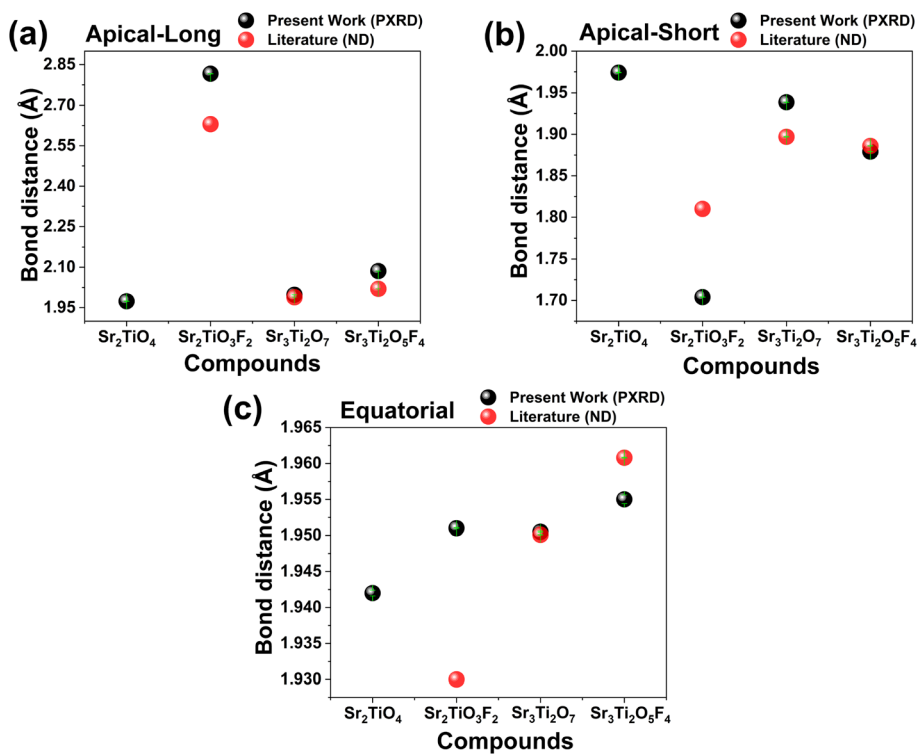 (a)
Apical-Long
Present Work (PXRD)
Literature (ND)
Bond distance (Å)
2.85
2.70
2.55
2.40
2.25
2.10
1.95
Sr₂TiO₄ Sr₂TiO₃F₂ Sr₃Ti₂O₇ Sr₃Ti₂O₅F₄
Compounds
(b)
Apical-Short
Present Work (PXRD)
Literature (ND)
Bond distance (Å)
2.00
1.95
1.90
1.85
1.80
1.75
1.70
Sr₂TiO₄ Sr₂TiO₃F₂ Sr₃Ti₂O₇ Sr₃Ti₂O₅F₄
Compounds
(c)
Equatorial
Present Work (PXRD)
Literature (ND)
Bond distance (Å)
1.965
1.960
1.955
1.950
1.945
1.940
1.935
1.930
Sr₂TiO₄ Sr₂TiO₃F₂ Sr₃Ti₂O₇ Sr₃Ti₂O₅F₄
Compounds